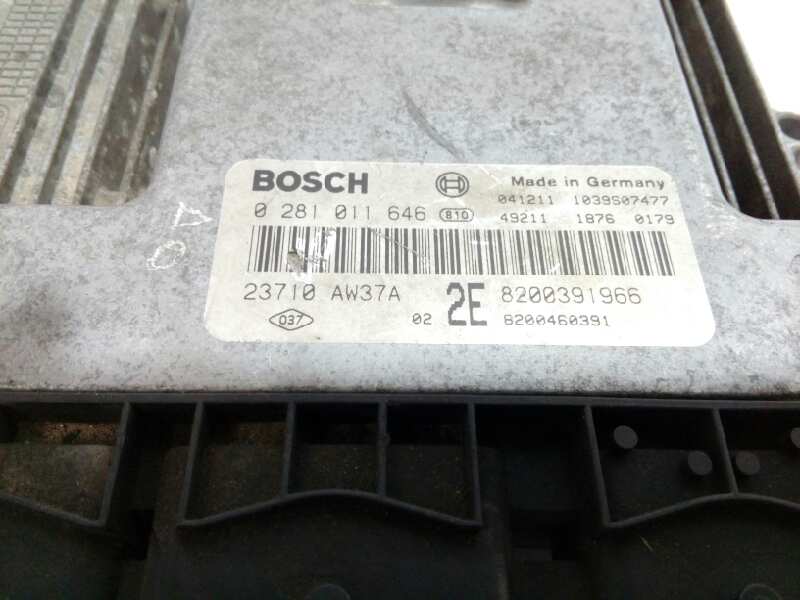 BOSCH Made in Germany
041211 1039S07477
0 281 011 646 810 49211 1876 0179
23710 AW37A 2E 8200391966
037 02 8200460391